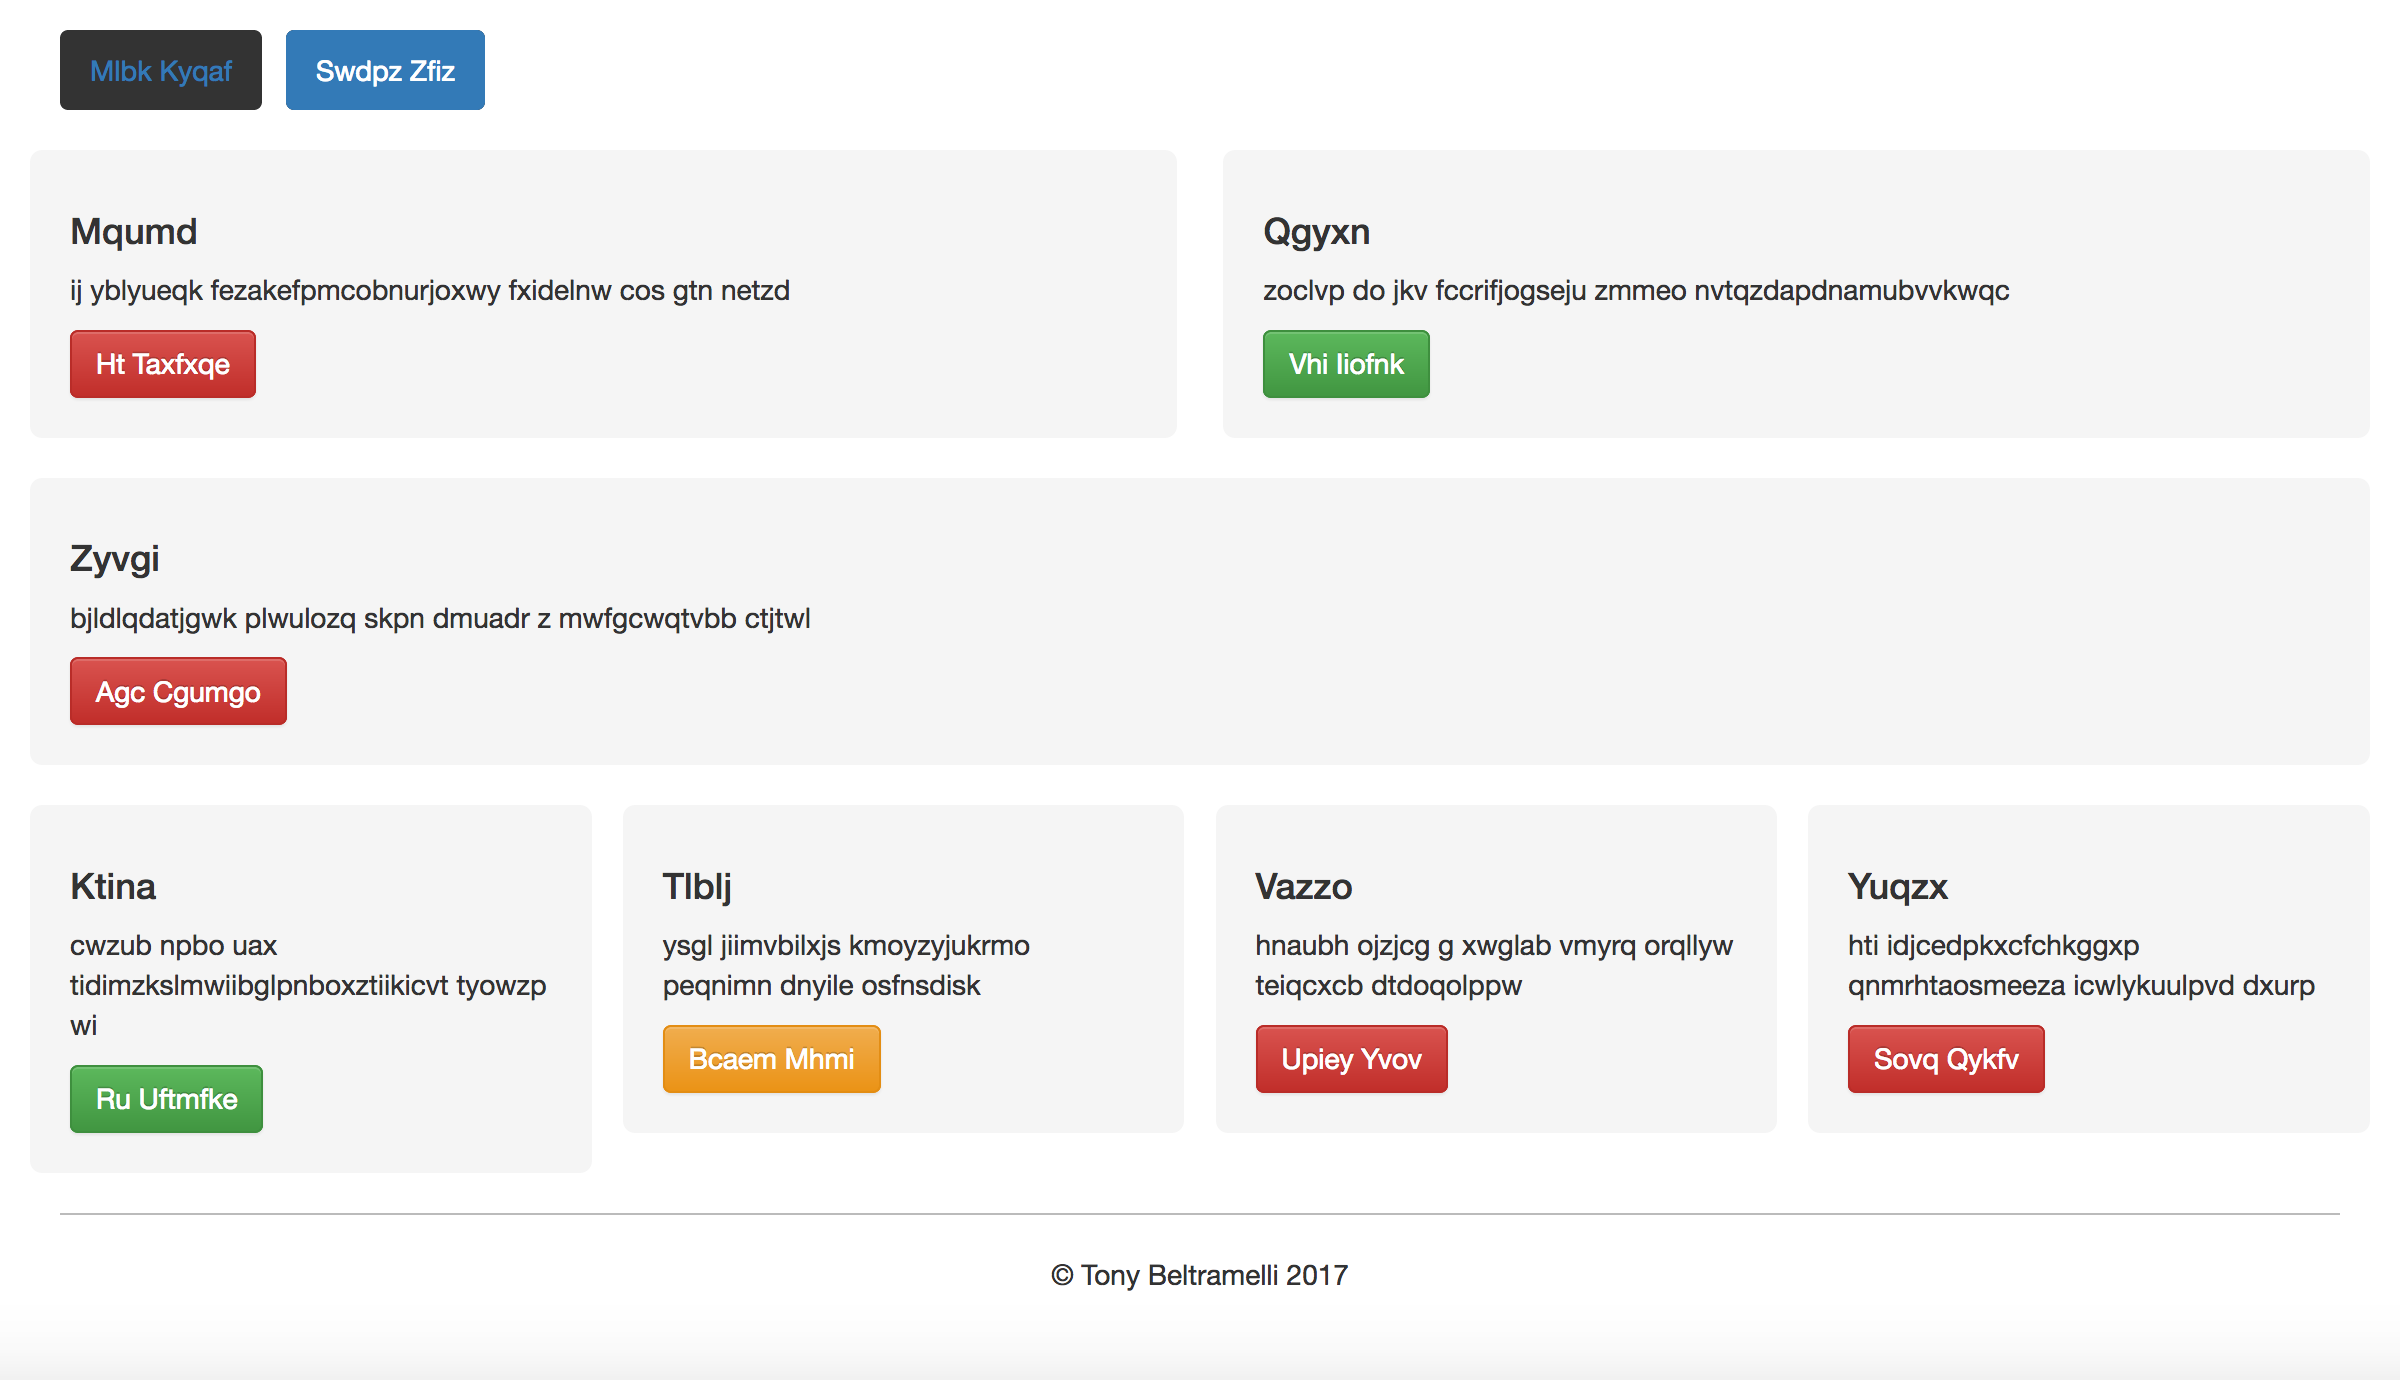 Mlbk Kyqaf
Swdpz Zfiz
Mqumd
ij yblyueqk fezakefpmcobnurjoxwy fxidelnw cos gtn netzd
Ht Taxfxqe
Qgyxn
zoclvp do jkv fccrifjogseju zmmeo nvtqzdapdnamubvvkwqc
Vhi Iiofnk
Zyvgi
bjldlqdatjgwk plwulozq skpn dmuadr z mwfgcwqtvbb ctjtwl
Agc Cgumgo
Ktina
cwzub npbo uax
tidimzkslmwiibglpnboxztiikicvt tyowzp
wi
Ru Uftmfke
Tlblj
ysgl jiimvbilxjs kmoyzyjukrmo
peqnimn dnyile osfnsdisk
Bcaem Mhmi
Vazzo
hnaubh ojzjcg g xwglab vmyrq orqllyw
teiqcxcb dtdoqolppw
Upiey Yvov
Yuqzx
hti idjcedpkxcfchkggxp
qnmrhtaosmeeza icwlykuulpvd dxurp
Sovq Qykfv
© Tony Beltramelli 2017